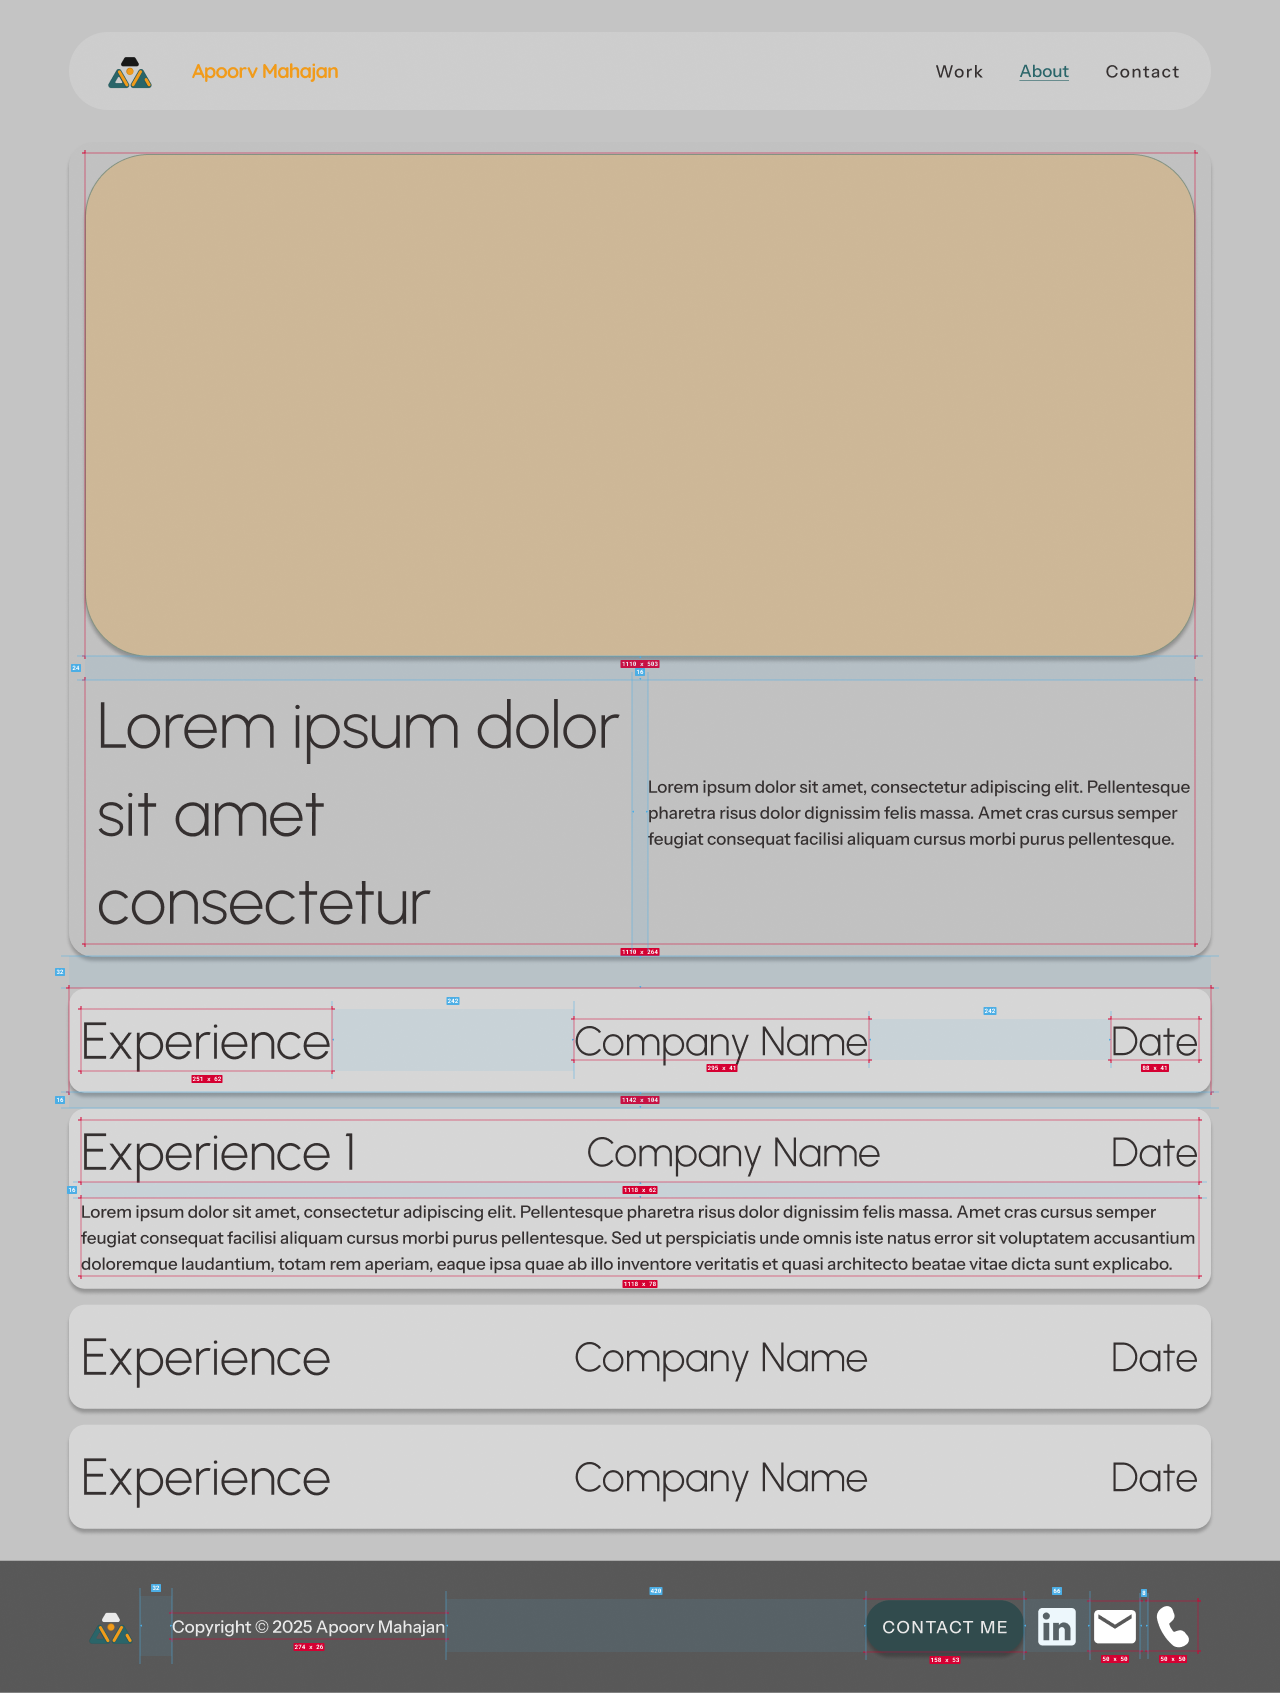 Apoorv Mahajan
Work
About
Contact
24
1110 x 503
16
Lorem ipsum dolor
sit amet
consectetur
Lorem ipsum dolor sit amet, consectetur adipiscing elit. Pellentesque
pharetra risus dolor dignissim felis massa. Amet cras cursus semper
feugiat consequat facilisi aliquam cursus morbi purus pellentesque.
1110 x 264
32
242
242
Experience
Company Name
Date
251 x 62
295 x 41
88 x 41
16
1142 x 104
Experience 1
Company Name
Date
16
1118 x 62
Lorem ipsum dolor sit amet, consectetur adipiscing elit. Pellentesque pharetra risus dolor dignissim felis massa. Amet cras cursus semper
feugiat consequat facilisi aliquam cursus morbi purus pellentesque. Sed ut perspiciatis unde omnis iste natus error sit voluptatem accusantium
doloremque laudantium, totam rem aperiam, eaque ipsa quae ab illo inventore veritatis et quasi architecto beatae vitae dicta sunt explicabo.
1118 x 78
Experience
Company Name
Date
Experience
Company Name
Date
32
420
66
8
Copyright © 2025 Apoorv Mahajan
CONTACT ME
in
274 x 26
158 x 53
50 x 50
50 x 50